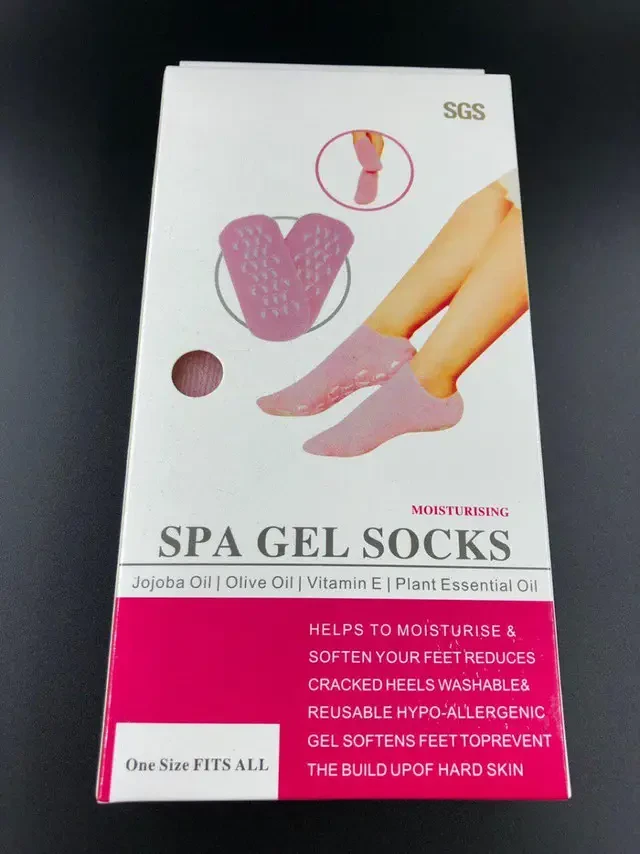 SGS
MOISTURISING
SPA GEL SOCKS
Jojoba Oil | Olive Oil | Vitamin E | Plant Essential Oil
HELPS TO MOISTURISE &
SOFTEN YOUR FEET REDUCES
CRACKED HEELS WASHABLE&
REUSABLE HYPO-ALLERGENIC
GEL SOFTENS FEET TOPREVENT
THE BUILD UPOF HARD SKIN
One Size FITS ALL